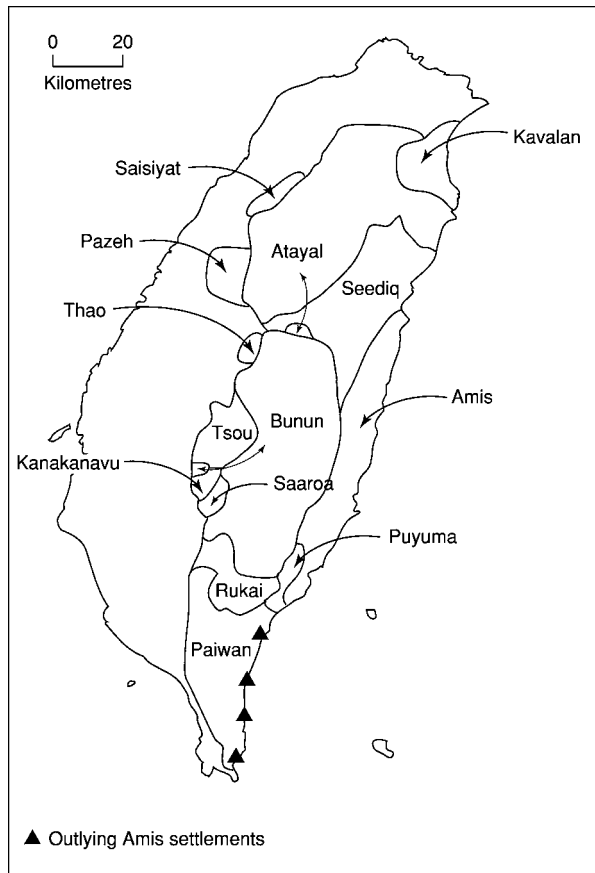 0 20
Kilometres
Kavalan
Saisiyat
Pazeh
Atayal
Seediq
Thao
Amis
Tsou
Bunun
Kanakanavu
Saaroa
Puyuma
Rukai
Paiwan
▲ Outlying Amis settlements